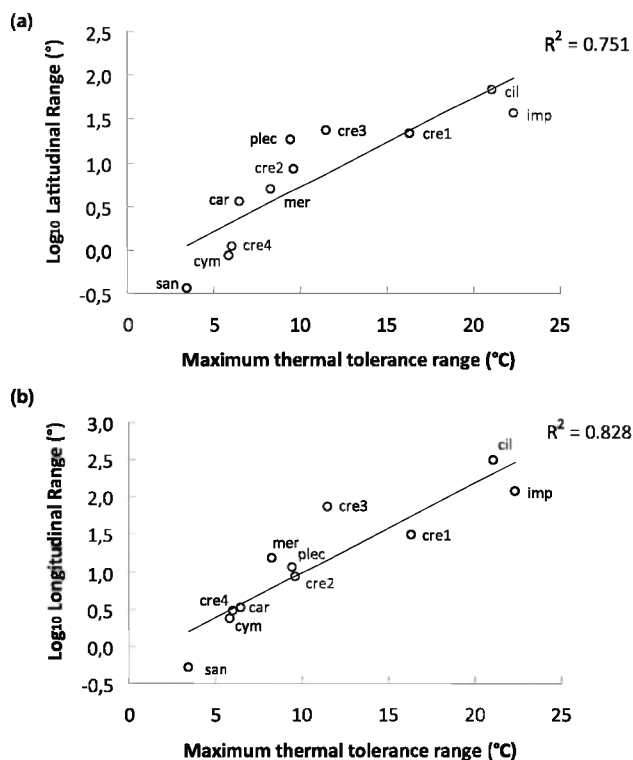 (a)
Log10 Latitudinal Range (°)
2,5
2,0
1,5
1,0
0,5
0,0
-0,5
R² = 0.751
cil
imp
cre3
cre1
plec
cre2
mer
car
cre4
cym
san
0 5 10 15 20 25
Maximum thermal tolerance range (°C)
(b)
Log10 Longitudinal Range (°)
3,0
2,5
2,0
1,5
1,0
0,5
0,0
-0,5
R² = 0.828
cil
imp
cre3
cre1
mer
plec
cre2
cre4
car
cym
san
0 5 10 15 20 25
Maximum thermal tolerance range (°C)